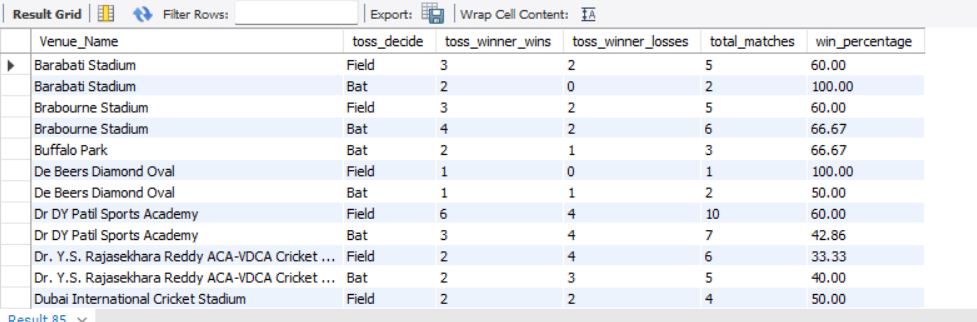 Result Grid Filter Rows: Export: Wrap Cell Content:
Venue_Name toss_decide toss_winner_wins toss_winner_losses total_matches win_percentage
Barabati Stadium Field 3 2 5 60.00
Barabati Stadium Bat 2 0 2 100.00
Brabourne Stadium Field 3 2 5 60.00
Brabourne Stadium Bat 4 2 6 66.67
Buffalo Park Bat 2 1 3 66.67
De Beers Diamond Oval Field 1 0 1 100.00
De Beers Diamond Oval Bat 1 1 2 50.00
Dr DY Patil Sports Academy Field 6 4 10 60.00
Dr DY Patil Sports Academy Bat 3 4 7 42.86
Dr. Y.S. Rajasekhara Reddy ACA-VDCA Cricket ... Field 2 4 6 33.33
Dr. Y.S. Rajasekhara Reddy ACA-VDCA Cricket ... Bat 2 3 5 40.00
Dubai International Cricket Stadium Field 2 2 4 50.00
Result 85